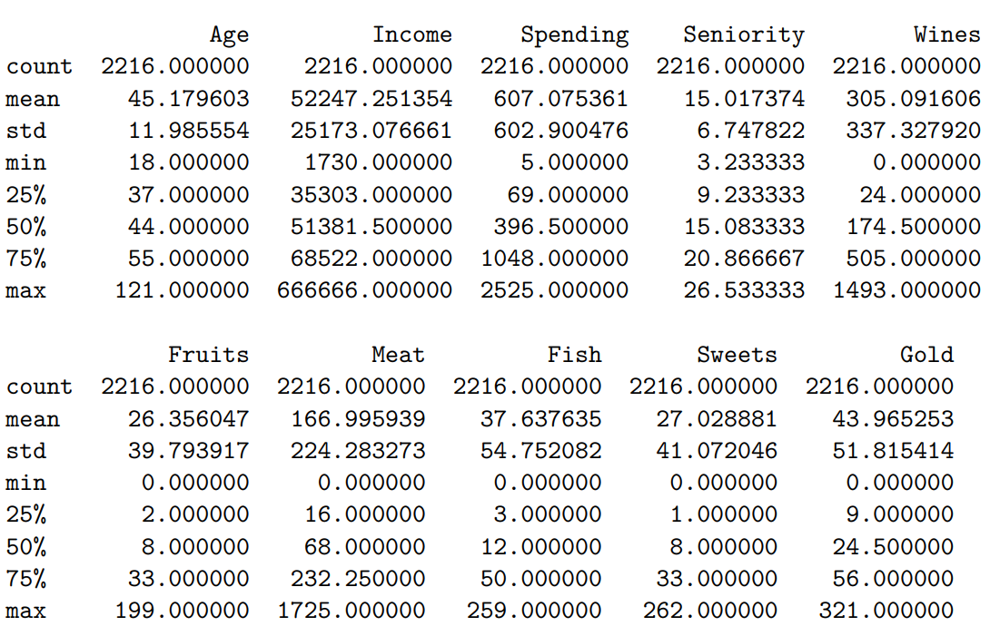 Age Income Spending Seniority Wines
count 2216.000000 2216.000000 2216.000000 2216.000000 2216.000000
mean 45.179603 52247.251354 607.075361 15.017374 305.091606
std 11.985554 25173.076661 602.900476 6.747822 337.327920
min 18.000000 1730.000000 5.000000 3.233333 0.000000
25% 37.000000 35303.000000 69.000000 9.233333 24.000000
50% 44.000000 51381.500000 396.500000 15.083333 174.500000
75% 55.000000 68522.000000 1048.000000 20.866667 505.000000
max 121.000000 666666.000000 2525.000000 26.533333 1493.000000
Fruits Meat Fish Sweets Gold
count 2216.000000 2216.000000 2216.000000 2216.000000 2216.000000
mean 26.356047 166.995939 37.637635 27.028881 43.965253
std 39.793917 224.283273 54.752082 41.072046 51.815414
min 0.000000 0.000000 0.000000 0.000000 0.000000
25% 2.000000 16.000000 3.000000 1.000000 9.000000
50% 8.000000 68.000000 12.000000 8.000000 24.500000
75% 33.000000 232.250000 50.000000 33.000000 56.000000
max 199.000000 1725.000000 259.000000 262.000000 321.000000